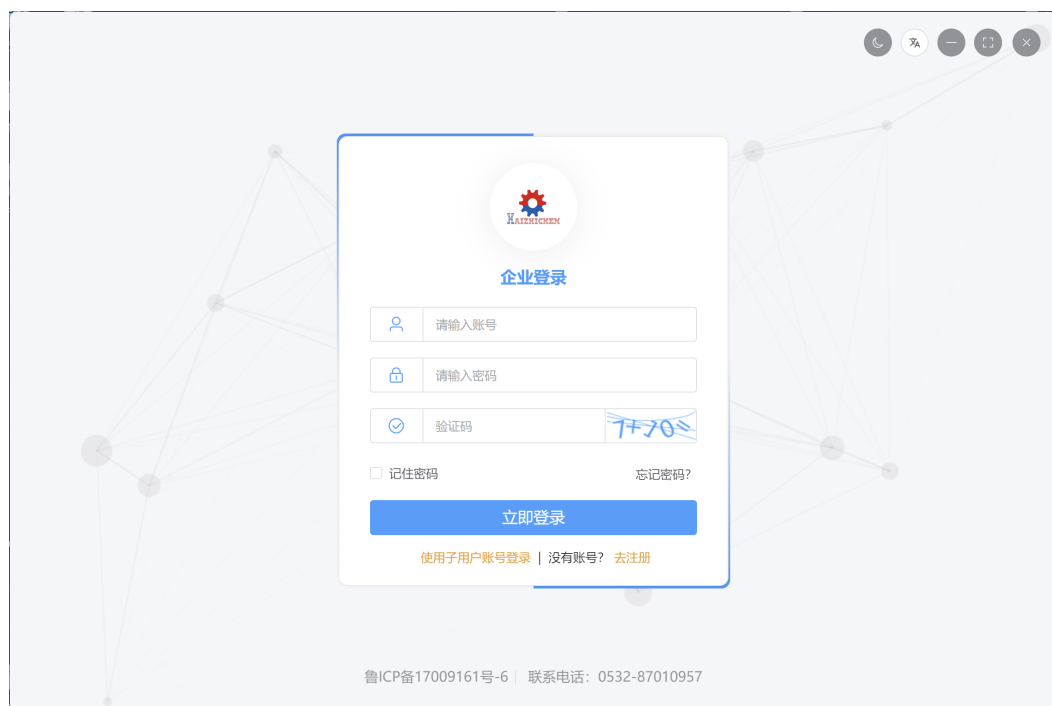 HAIZHICHEM
企业登录
请输入账号
请输入密码
验证码
记住密码 忘记密码?
立即登录
使用子用户账号登录 | 没有账号? 去注册
鲁ICP备17009161号-6 | 联系电话：0532-87010957